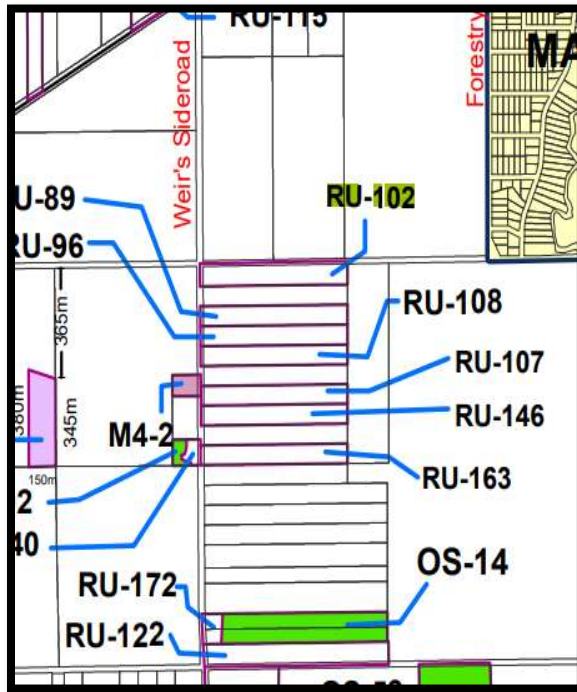 RU-115
Weir's Sideroad
Forestry
MA
RU-102
U-89
RU-96
RU-108
365m
RU-107
RU-146
380m
345m
M4-2
RU-163
150m
2
40
RU-172
OS-14
RU-122